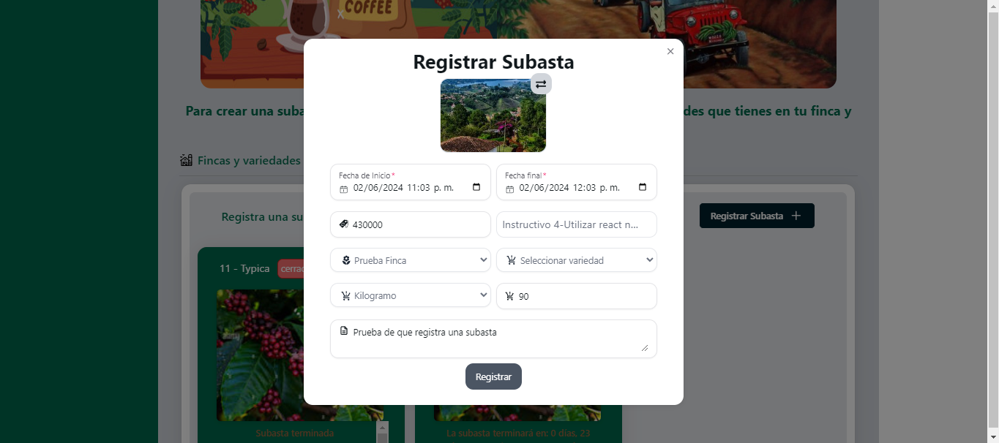 COFFEE
Registrar Subasta
Para crear una suba
des que tienes en tu finca y
Fincas y variedades
Fecha de Inicio*
02/06/2024 11:03 p. m.
Fecha final*
02/06/2024 12:03 p. m.
Registra una su
430000
Instructivo 4-Utilizar react n...
Registrar Subasta
11 - Typica
cerrad
Prueba Finca
Seleccionar variedad
Kilogramo
90
Prueba de que registra una subasta
Registrar
Subasta terminada
La subasta terminará en: 0 días, 23